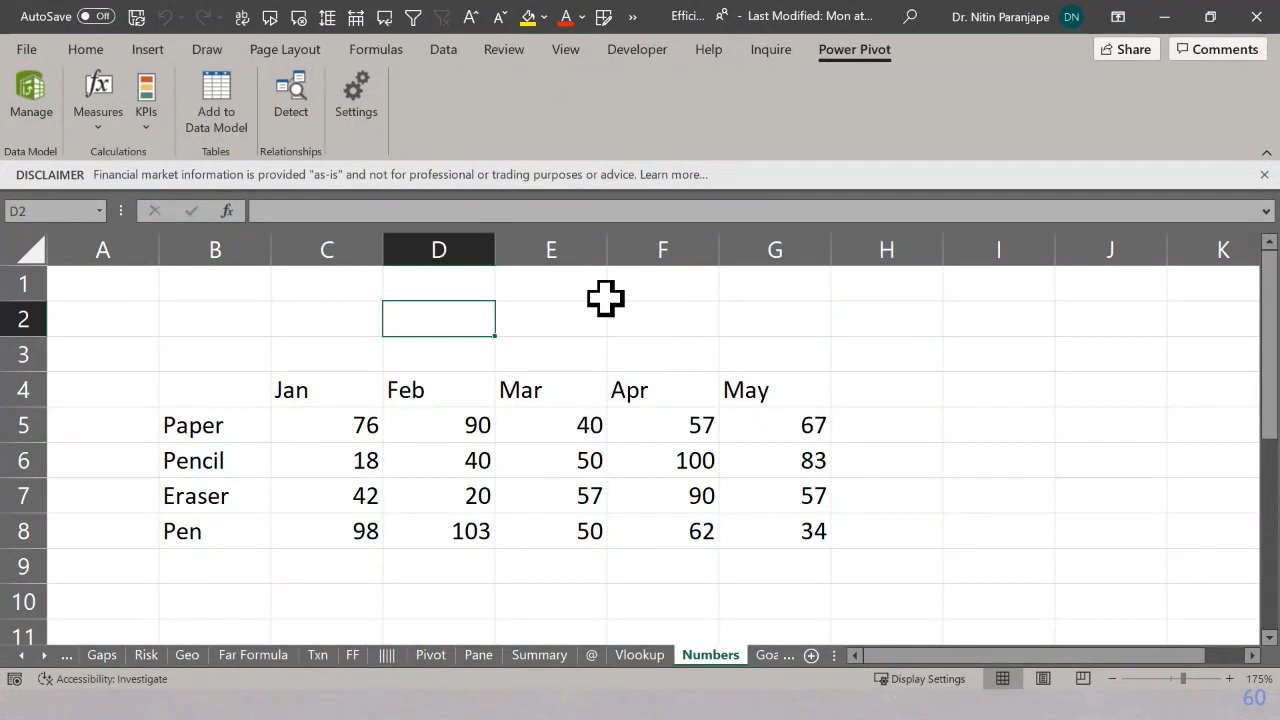 AutoSave Off Effici... Last Modified: Mon at... Dr. Nitin Paranjape DN
File Home Insert Draw Page Layout Formulas Data Review View Developer Help Inquire Power Pivot Share Comments
Manage Measures KPIs Add to Data Model Detect Settings
Data Model Calculations Tables Relationships
DISCLAIMER Financial market information is provided "as-is" and not for professional or trading purposes or advice. Learn more...
D2 fx
A B C D E F G H I J K
1
2
3
4 Jan Feb Mar Apr May
5 Paper 76 90 40 57 67
6 Pencil 18 40 50 100 83
7 Eraser 42 20 57 90 57
8 Pen 98 103 50 62 34
9
10
11
... Gaps Risk Geo Far Formula Txn FF ||||| Pivot Pane Summary @ Vlookup Numbers Goa ...
Accessibility: Investigate Display Settings 175%
60